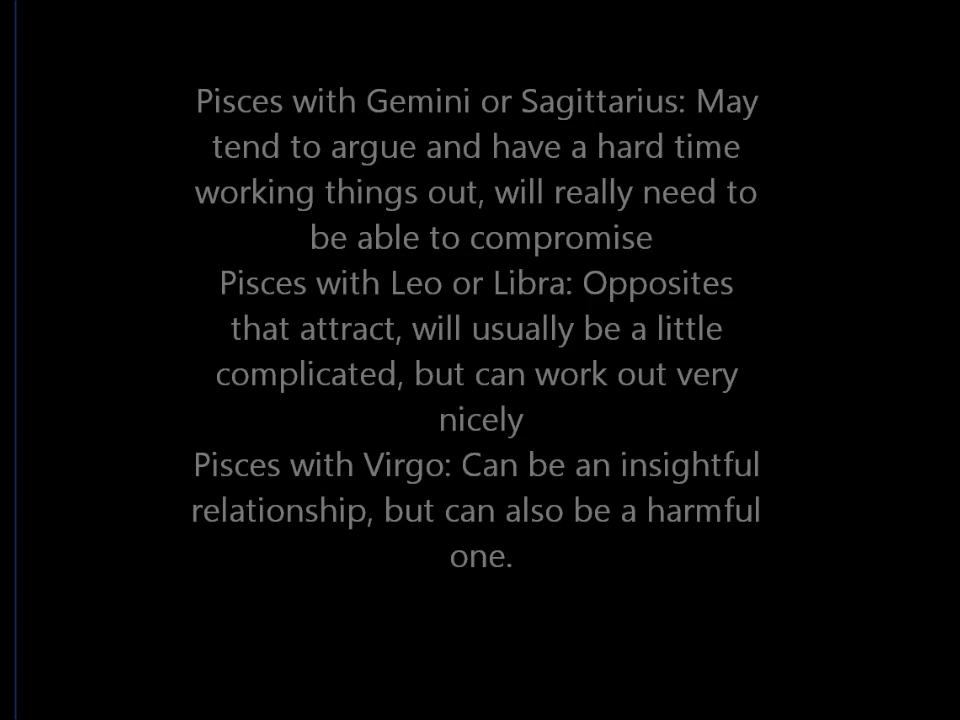 Pisces with Gemini or Sagittarius: May
tend to argue and have a hard time
working things out, will really need to
be able to compromise
Pisces with Leo or Libra: Opposites
that attract, will usually be a little
complicated, but can work out very
nicely
Pisces with Virgo: Can be an insightful
relationship, but can also be a harmful
one.